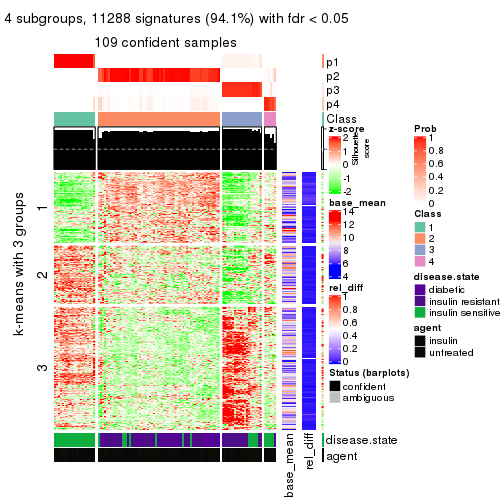 4 subgroups, 11288 signatures (94.1%) with fdr < 0.05
109 confident samples
p1
p2
p3
p4
Class
Silhouette
score
k-means with 3 groups
1
2
3
base_mean
rel_diff
disease.state
agent
z-score
2
1
0
-1
-2
base_mean
14
12
10
8
6
4
rel_diff
1
0.8
0.6
0.4
0.2
0
Status (barplots)
confident
ambiguous
Prob
1
0.8
0.6
0.4
0.2
0
Class
1
2
3
4
disease.state
diabetic
insulin resistant
insulin sensitive
agent
insulin
untreated